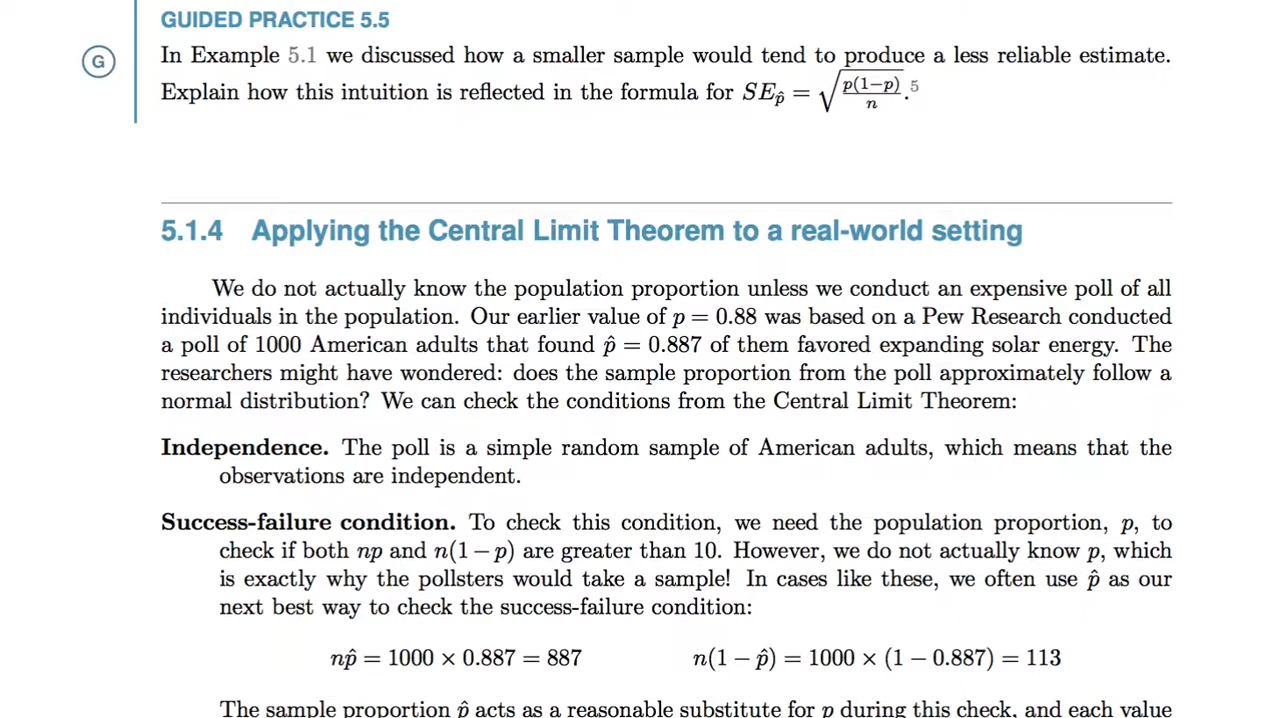 GUIDED PRACTICE 5.5
G
In Example 5.1 we discussed how a smaller sample would tend to produce a less reliable estimate.
Explain how this intuition is reflected in the formula for SE_p̂ = √(p(1−p)/n).⁵
5.1.4 Applying the Central Limit Theorem to a real-world setting
We do not actually know the population proportion unless we conduct an expensive poll of all
individuals in the population. Our earlier value of p = 0.88 was based on a Pew Research conducted
a poll of 1000 American adults that found p̂ = 0.887 of them favored expanding solar energy. The
researchers might have wondered: does the sample proportion from the poll approximately follow a
normal distribution? We can check the conditions from the Central Limit Theorem:
Independence. The poll is a simple random sample of American adults, which means that the
observations are independent.
Success-failure condition. To check this condition, we need the population proportion, p, to
check if both np and n(1 − p) are greater than 10. However, we do not actually know p, which
is exactly why the pollsters would take a sample! In cases like these, we often use p̂ as our
next best way to check the success-failure condition:
np̂ = 1000 × 0.887 = 887 n(1 − p̂) = 1000 × (1 − 0.887) = 113
The sample proportion p̂ acts as a reasonable substitute for p during this check, and each value